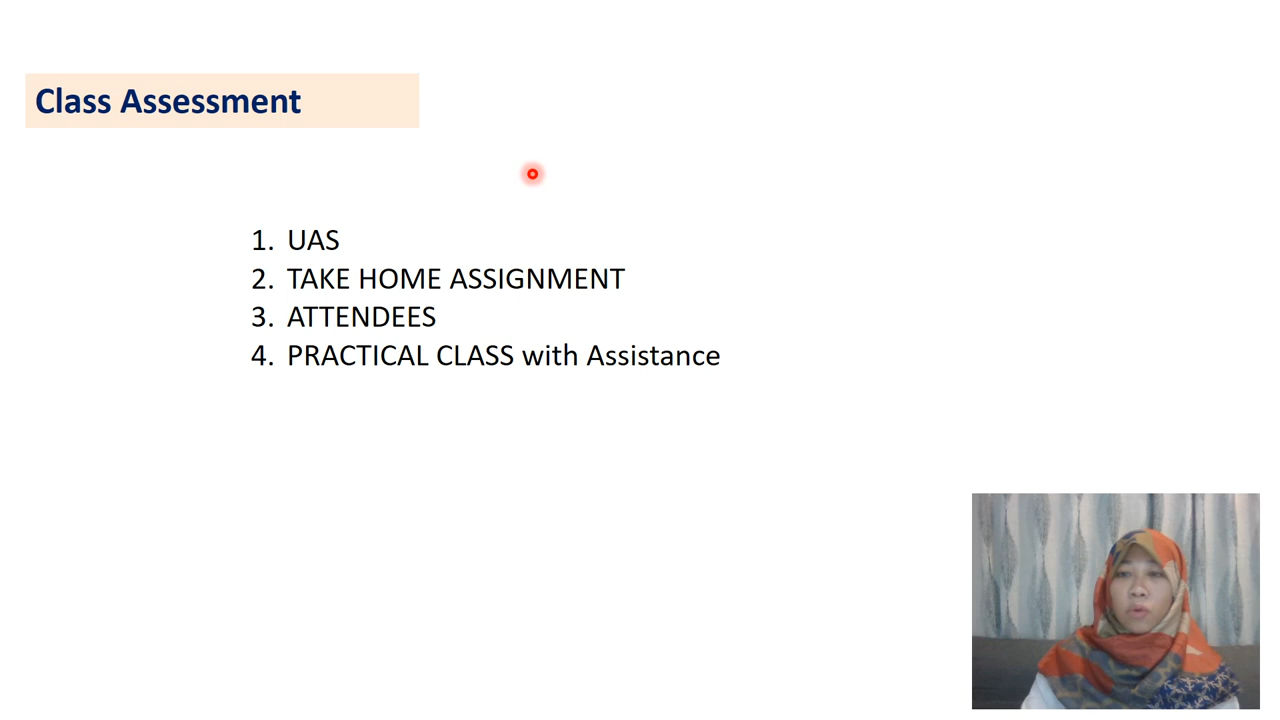 Class Assessment
1. UAS
2. TAKE HOME ASSIGNMENT
3. ATTENDEES
4. PRACTICAL CLASS with Assistance